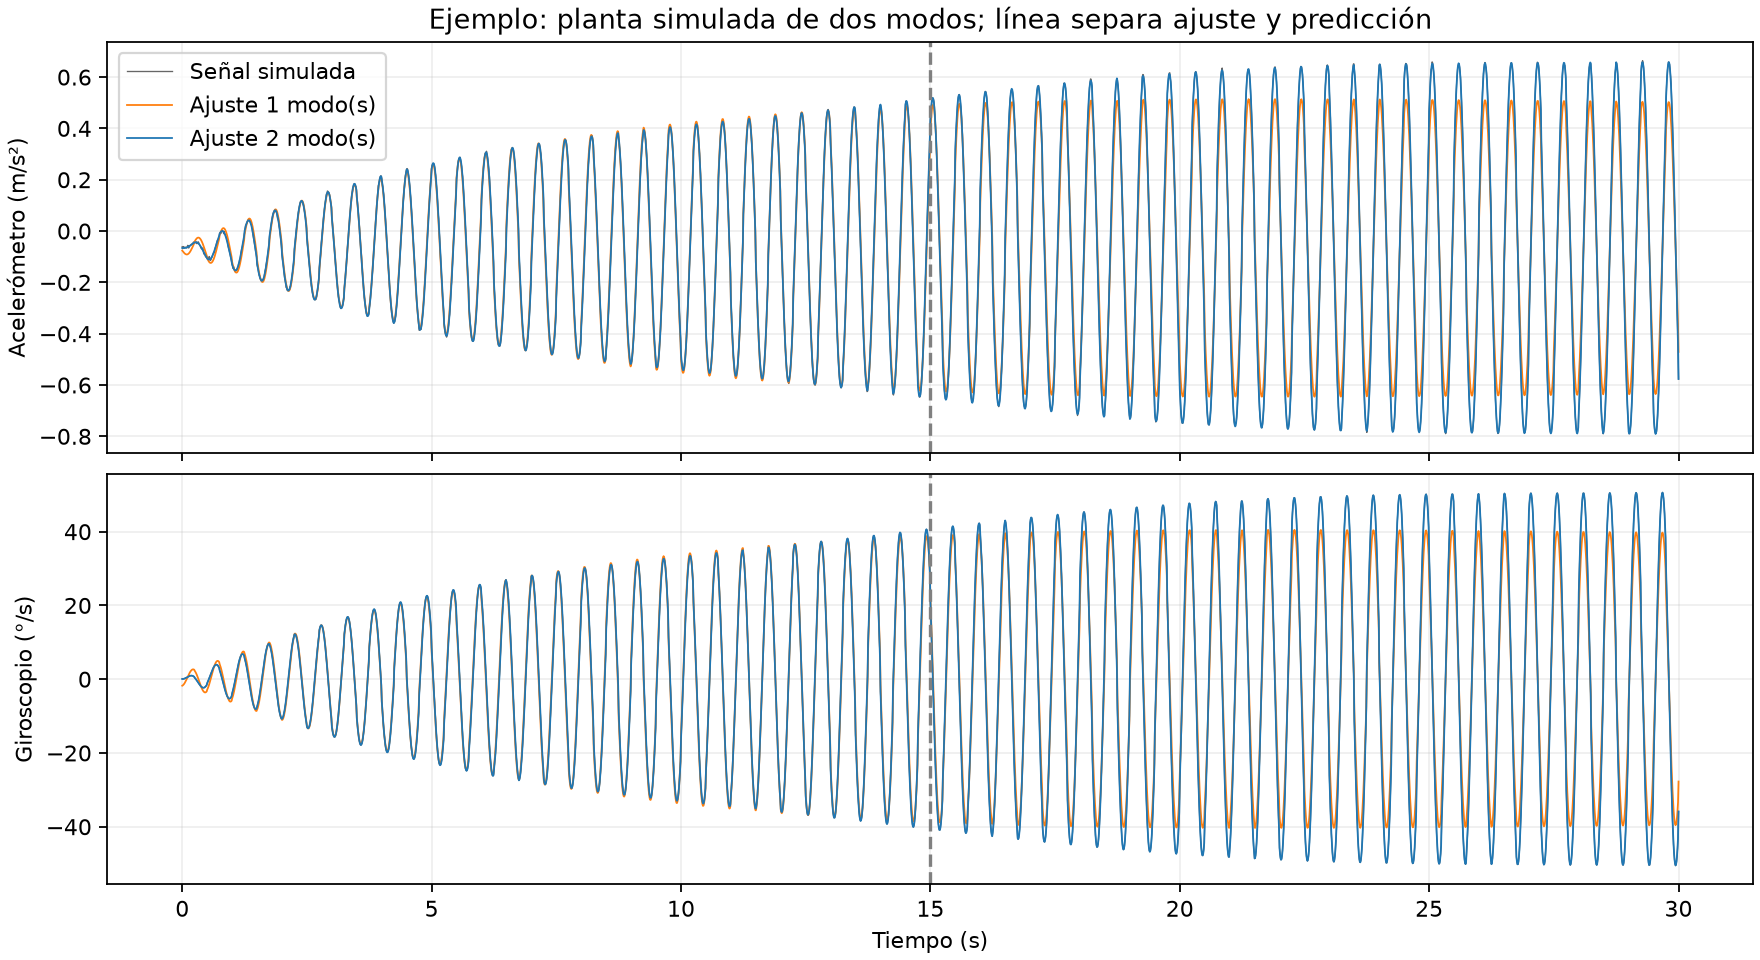 Ejemplo: planta simulada de dos modos; línea separa ajuste y predicción
Señal simulada
Ajuste 1 modo(s)
Ajuste 2 modo(s)
Acelerómetro (m/s²)
0.6
0.4
0.2
0.0
−0.2
−0.4
−0.6
−0.8
Giroscopio (°/s)
40
20
0
−20
−40
0 5 10 15 20 25 30
Tiempo (s)